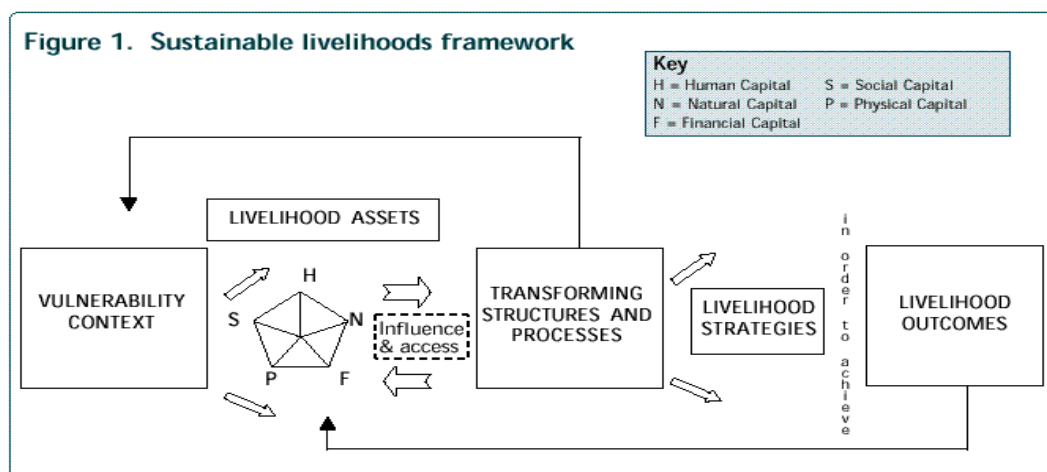 Figure 1. Sustainable livelihoods framework
Key
H = Human Capital S = Social Capital
N = Natural Capital P = Physical Capital
F = Financial Capital
LIVELIHOOD ASSETS
VULNERABILITY
CONTEXT
H
S
N
P
F
Influence
& access
TRANSFORMING
STRUCTURES AND
PROCESSES
LIVELIHOOD
STRATEGIES
in order to achieve
LIVELIHOOD
OUTCOMES